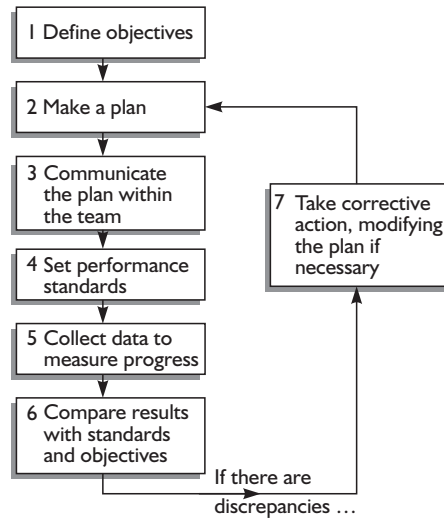 1 Define objectives
2 Make a plan
3 Communicate
the plan within
the team
4 Set performance
standards
5 Collect data to
measure progress
6 Compare results
with standards
and objectives
If there are
discrepancies …
7 Take corrective
action, modifying
the plan if
necessary